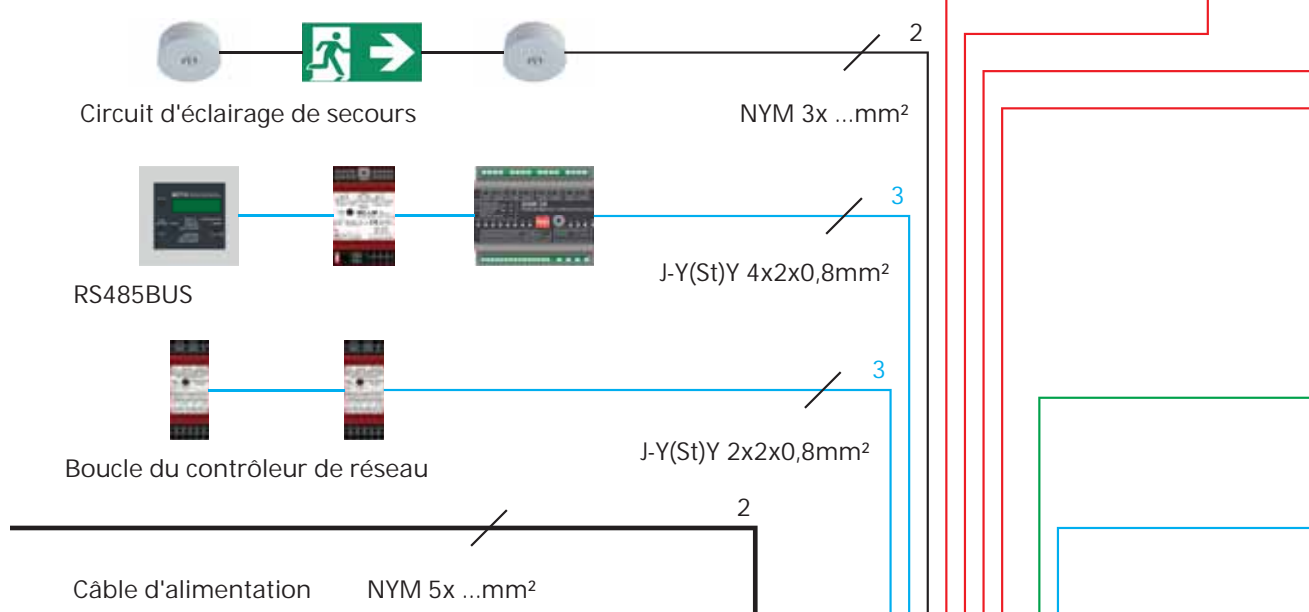 2
Circuit d'éclairage de secours
NYM 3x ...mm²
3
J-Y(St)Y 4x2x0,8mm²
RS485BUS
3
J-Y(St)Y 2x2x0,8mm²
Boucle du contrôleur de réseau
2
Câble d'alimentation NYM 5x ...mm²